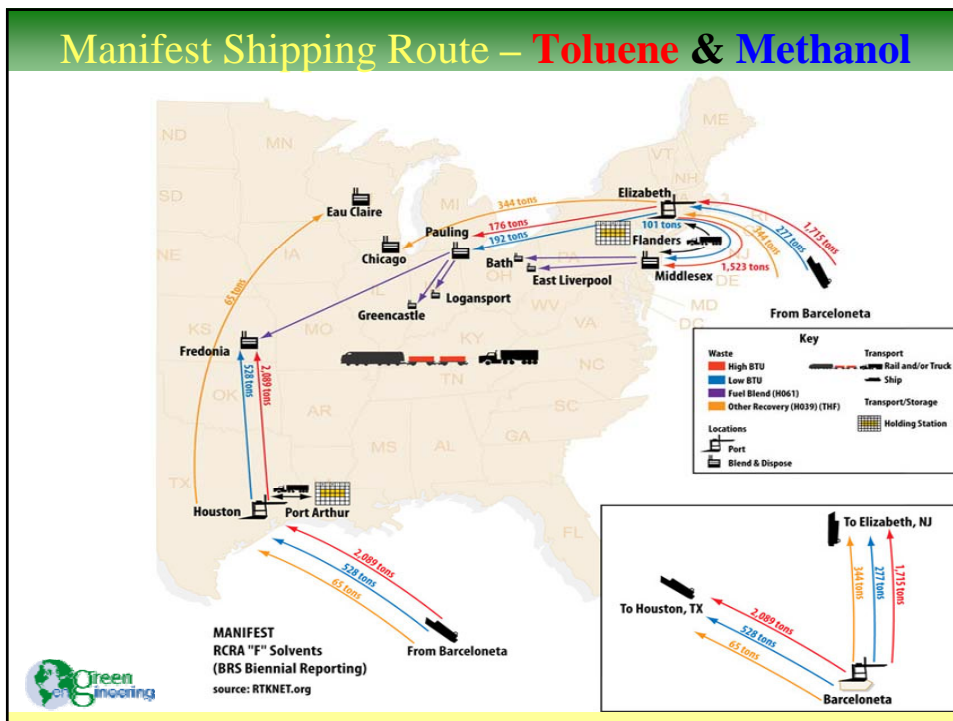 Manifest Shipping Route – Toluene & Methanol
ND
MN
ME
VT
NH
SD
MI
Elizabeth
Eau Claire
344 tons
1,715 tons
277 tons
344 tons
176 tons
192 tons
101 tons
Pauling
Flanders
NJ
NE
IA
Chicago
Bath
East Liverpool
Middlesex
1,523 tons
DE
OH
PA
IL
Logansport
Greencastle
WV
MD
DC
From Barceloneta
65 tons
KS
MO
KY
VA
Fredonia
TN
NC
528 tons
2,089 tons
OK
AR
SC
MS
AL
GA
TX
FL
Houston
Port Arthur
2,089 tons
528 tons
65 tons
From Barceloneta
MANIFEST
RCRA "F" Solvents
(BRS Biennial Reporting)
source: RTKNET.org
Key
Waste
High BTU
Low BTU
Fuel Blend (H061)
Other Recovery (H039) (THF)
Locations
Port
Blend & Dispose
Transport
Rail and/or Truck
Ship
Transport/Storage
Holding Station
To Elizabeth, NJ
344 tons
277 tons
1,715 tons
To Houston, TX
2,089 tons
528 tons
65 tons
Barceloneta
green
engineering